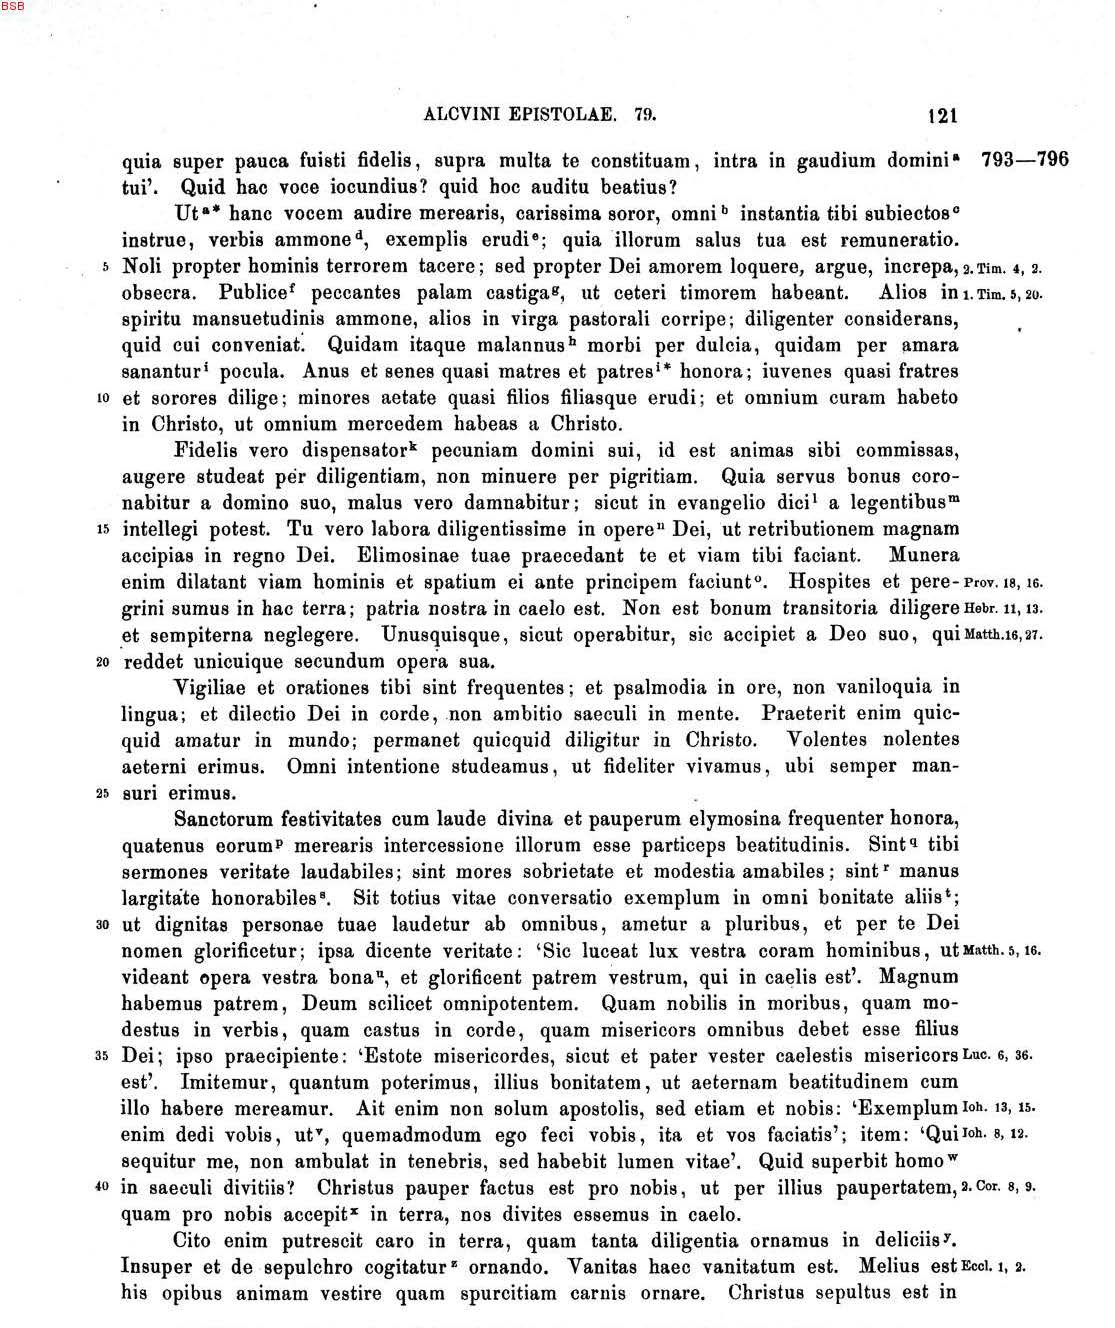 BSB
ALCVINI EPISTOLAE. 79. 121
quia super pauca fuisti fidelis, supra multa te constituam, intra in gaudium domini ᵃ 793—796
tui’. Quid hac voce iocundius? quid hoc auditu beatius?
Ut ᵃ* hanc vocem audire merearis, carissima soror, omni ᵇ instantia tibi subiectos ᶜ
instrue, verbis ammone ᵈ, exemplis erudi ᵉ; quia illorum salus tua est remuneratio.
5 Noli propter hominis terrorem tacere; sed propter Dei amorem loquere, argue, increpa, 2. Tim. 4, 2.
obsecra. Publice ᶠ peccantes palam castiga ᵍ, ut ceteri timorem habeant. Alios in 1. Tim. 5, 20.
spiritu mansuetudinis ammone, alios in virga pastorali corripe; diligenter considerans,
quid cui conveniat. Quidam itaque malannus ʰ morbi per dulcia, quidam per amara
sanantur ⁱ pocula. Anus et senes quasi matres et patres ⁱ* honora; iuvenes quasi fratres
10 et sorores dilige; minores aetate quasi filios filiasque erudi; et omnium curam habeto
in Christo, ut omnium mercedem habeas a Christo.
Fidelis vero dispensator ᵏ pecuniam domini sui, id est animas sibi commissas,
augere studeat per diligentiam, non minuere per pigritiam. Quia servus bonus coro-
nabitur a domino suo, malus vero damnabitur; sicut in evangelio dici ˡ a legentibus ᵐ
15 intellegi potest. Tu vero labora diligentissime in opere ⁿ Dei, ut retributionem magnam
accipias in regno Dei. Elimosinae tuae praecedant te et viam tibi faciant. Munera
enim dilatant viam hominis et spatium ei ante principem faciunt ᵒ. Hospites et pere- Prov. 18, 16.
grini sumus in hac terra; patria nostra in caelo est. Non est bonum transitoria diligere Hebr. 11, 13.
et sempiterna neglegere. Unusquisque, sicut operabitur, sic accipiet a Deo suo, qui Matth. 16, 27.
20 reddet unicuique secundum opera sua.
Vigiliae et orationes tibi sint frequentes; et psalmodia in ore, non vaniloquia in
lingua; et dilectio Dei in corde, non ambitio saeculi in mente. Praeterit enim quic-
quid amatur in mundo; permanet quicquid diligitur in Christo. Volentes nolentes
aeterni erimus. Omni intentione studeamus, ut fideliter vivamus, ubi semper man-
25 suri erimus.
Sanctorum festivitates cum laude divina et pauperum elymosina frequenter honora,
quatenus eorum ᵖ merearis intercessione illorum esse particeps beatitudinis. Sint q tibi
sermones veritate laudabiles; sint mores sobrietate et modestia amabiles; sint ʳ manus
largitate honorabiles ˢ. Sit totius vitae conversatio exemplum in omni bonitate aliis ᵗ;
30 ut dignitas personae tuae laudetur ab omnibus, ametur a pluribus, et per te Dei
nomen glorificetur; ipsa dicente veritate: ‘Sic luceat lux vestra coram hominibus, ut Matth. 5, 16.
videant opera vestra bona ᵘ, et glorificent patrem vestrum, qui in caelis est’. Magnum
habemus patrem, Deum scilicet omnipotentem. Quam nobilis in moribus, quam mo-
destus in verbis, quam castus in corde, quam misericors omnibus debet esse filius
35 Dei; ipso praecipiente: ‘Estote misericordes, sicut et pater vester caelestis misericors Luc. 6, 36.
est’. Imitemur, quantum poterimus, illius bonitatem, ut aeternam beatitudinem cum
illo habere mereamur. Ait enim non solum apostolis, sed etiam et nobis: ‘Exemplum Ioh. 13, 15.
enim dedi vobis, ut ᵛ, quemadmodum ego feci vobis, ita et vos faciatis’; item: ‘Qui Ioh. 8, 12.
sequitur me, non ambulat in tenebris, sed habebit lumen vitae’. Quid superbit homo ʷ
40 in saeculi divitiis? Christus pauper factus est pro nobis, ut per illius paupertatem, 2. Cor. 8, 9.
quam pro nobis accepit ˣ in terra, nos divites essemus in caelo.
Cito enim putrescit caro in terra, quam tanta diligentia ornamus in deliciis ʸ.
Insuper et de sepulchro cogitatur ᶻ ornando. Vanitas haec vanitatum est. Melius est Eccl. 1, 2.
his opibus animam vestire quam spurcitiam carnis ornare. Christus sepultus est in